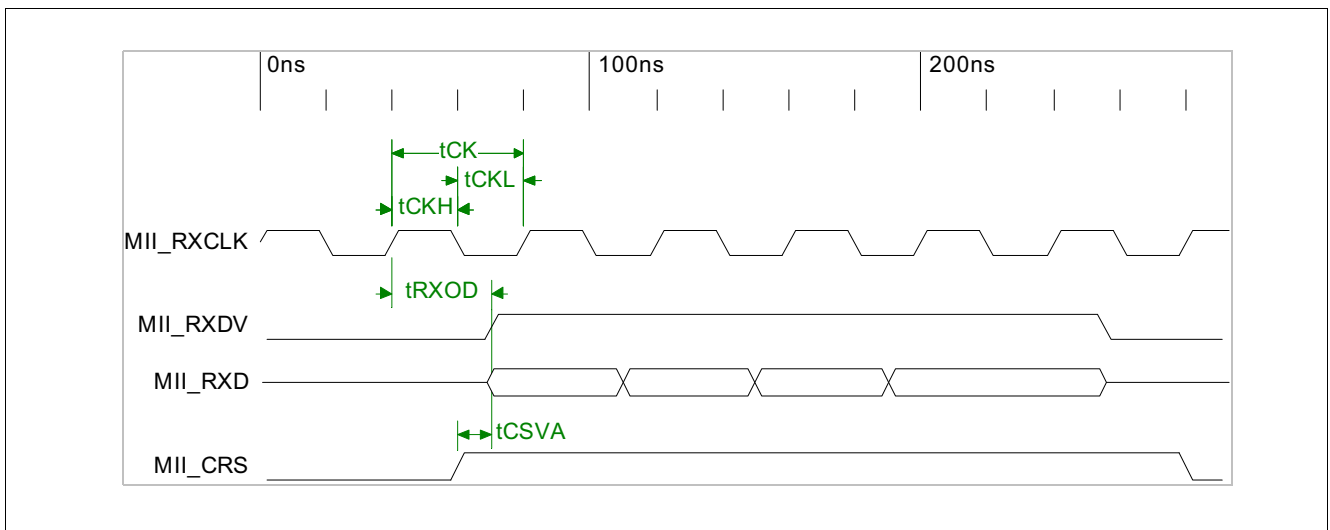 0ns 100ns 200ns
tCK
tCKL
tCKH
MII_RXCLK
tRXOD
MII_RXDV
MII_RXD
tCSVA
MII_CRS